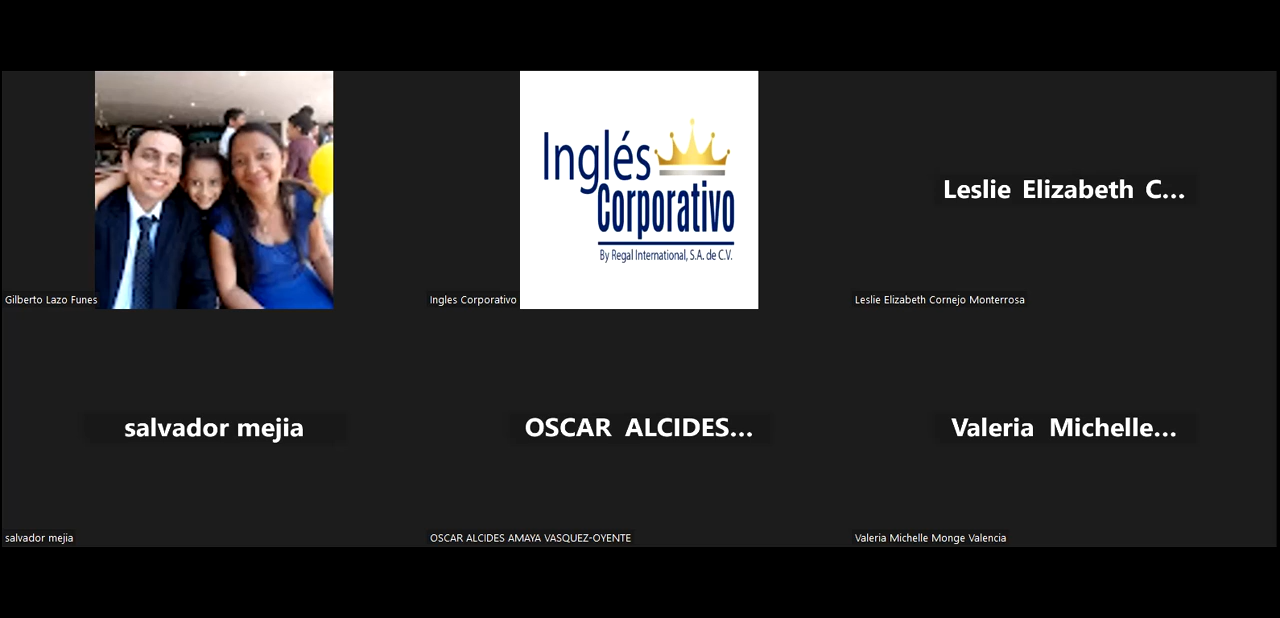 Inglés
Corporativo
By Regal International, S.A. de C.V.
Leslie Elizabeth C...
Gilberto Lazo Funes
Ingles Corporativo
Leslie Elizabeth Cornejo Monterrosa
salvador mejia
OSCAR ALCIDES...
Valeria Michelle...
salvador mejia
OSCAR ALCIDES AMAYA VASQUEZ-OYENTE
Valeria Michelle Monge Valencia